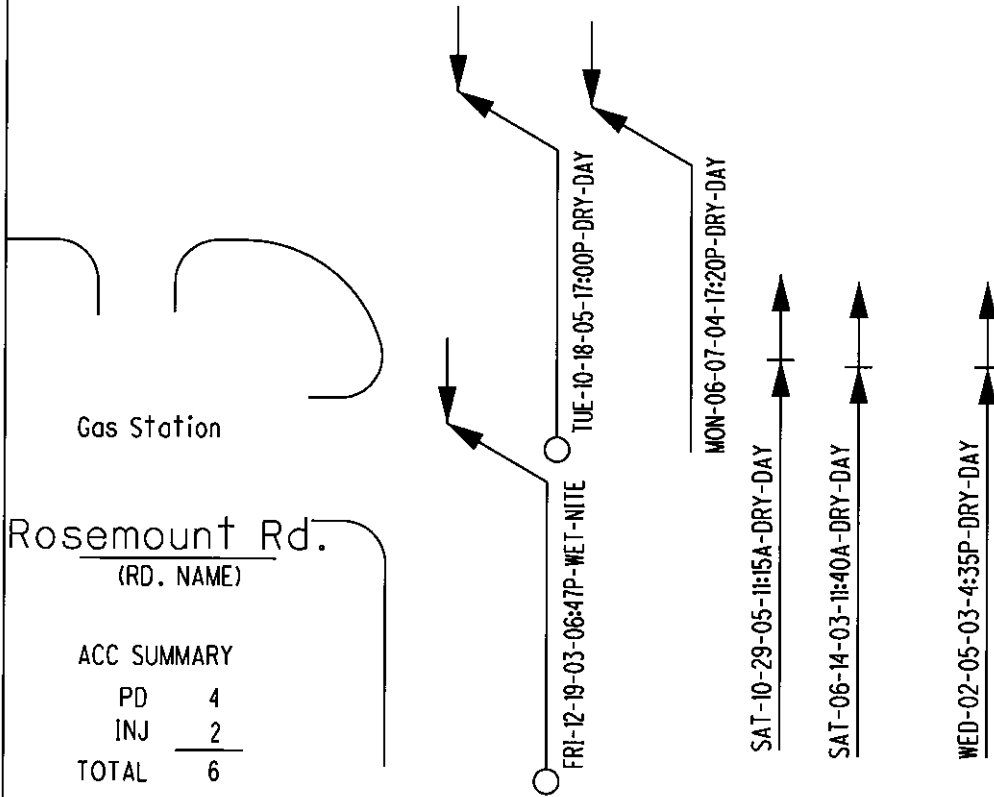 Gas Station
Rosemount Rd.
(RD. NAME)
ACC SUMMARY
PD 4
INJ 2
TOTAL 6
FRI-12-19-03-06:47P-WET-NITE
TUE-10-18-05-17:00P-DRY-DAY
MON-06-07-04-17:20P-DRY-DAY
SAT-10-29-05-11:15A-DRY-DAY
SAT-06-14-03-11:40A-DRY-DAY
WED-02-05-03-4:35P-DRY-DAY